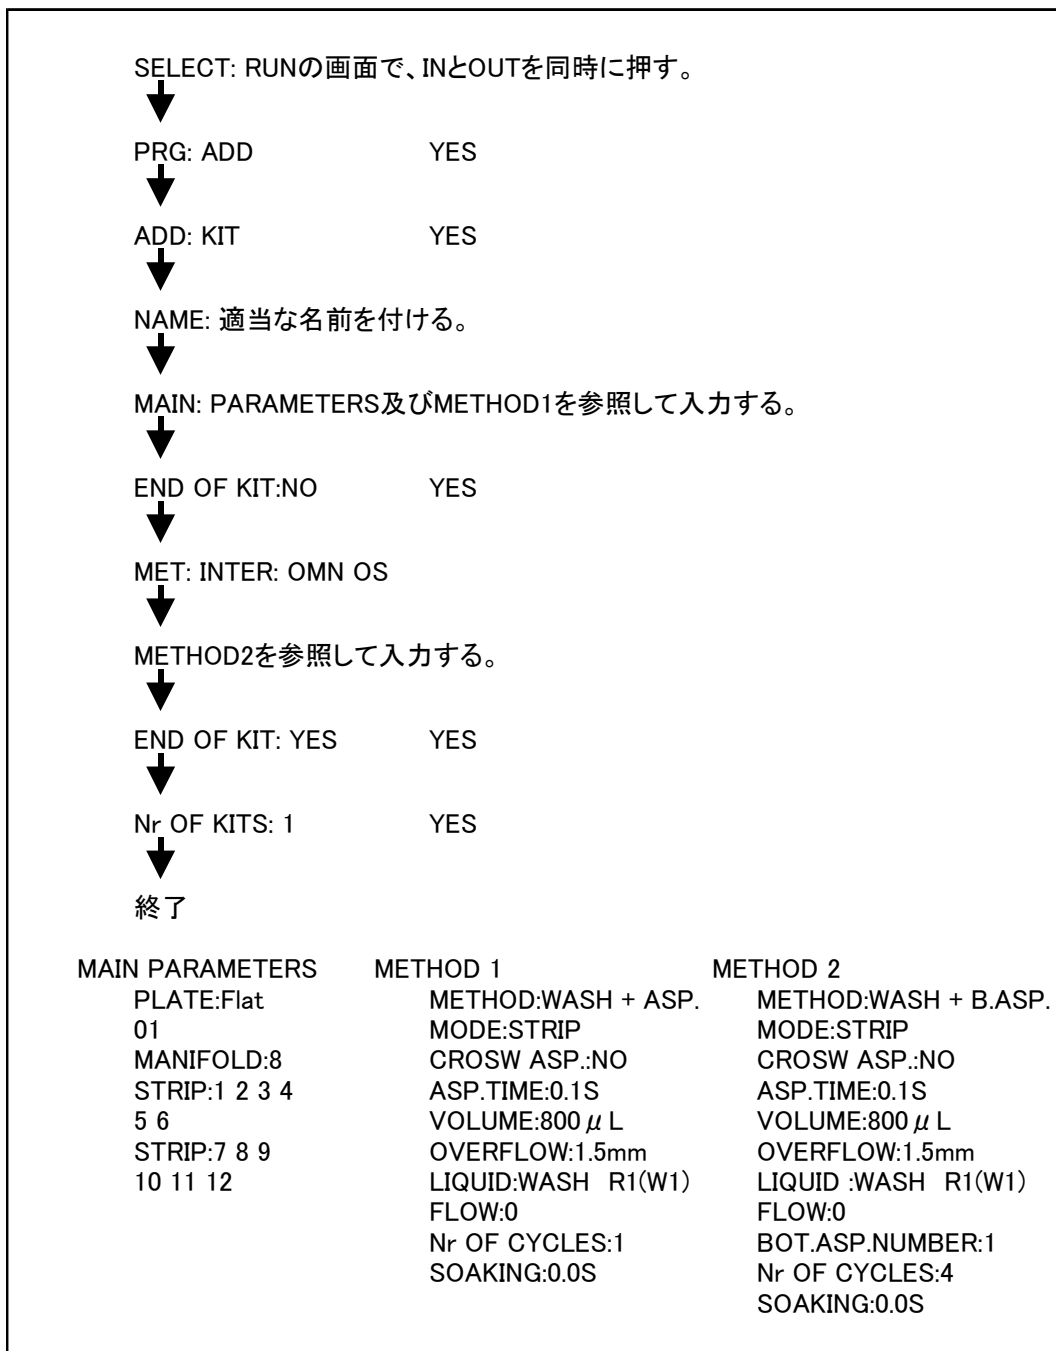 SELECT: RUNの画面で、INとOUTを同時に押す。
PRG: ADD YES
ADD: KIT YES
NAME: 適当な名前を付ける。
MAIN: PARAMETERS及びMETHOD1を参照して入力する。
END OF KIT:NO YES
MET: INTER: OMN OS
METHOD2を参照して入力する。
END OF KIT: YES YES
Nr OF KITS: 1 YES
終了
MAIN PARAMETERS
PLATE:Flat
01
MANIFOLD:8
STRIP:1 2 3 4
5 6
STRIP:7 8 9
10 11 12
METHOD 1
METHOD:WASH + ASP.
MODE:STRIP
CROSW ASP.:NO
ASP.TIME:0.1S
VOLUME:800μL
OVERFLOW:1.5mm
LIQUID:WASH R1(W1)
FLOW:0
Nr OF CYCLES:1
SOAKING:0.0S
METHOD 2
METHOD:WASH + B.ASP.
MODE:STRIP
CROSW ASP.:NO
ASP.TIME:0.1S
VOLUME:800μL
OVERFLOW:1.5mm
LIQUID :WASH R1(W1)
FLOW:0
BOT.ASP.NUMBER:1
Nr OF CYCLES:4
SOAKING:0.0S